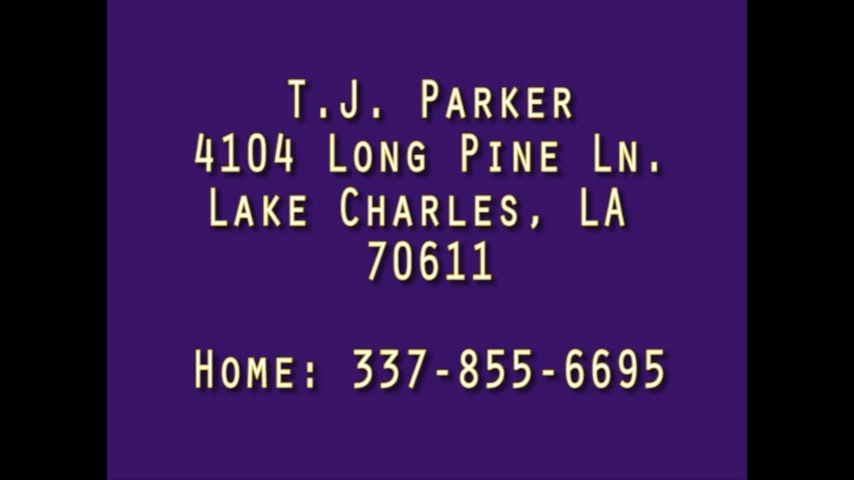 T.J. Parker
4104 Long Pine Ln.
Lake Charles, LA
70611
Home: 337-855-6695